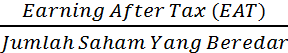 Earning After Tax (EAT)
Jumlah Saham Yang Beredar